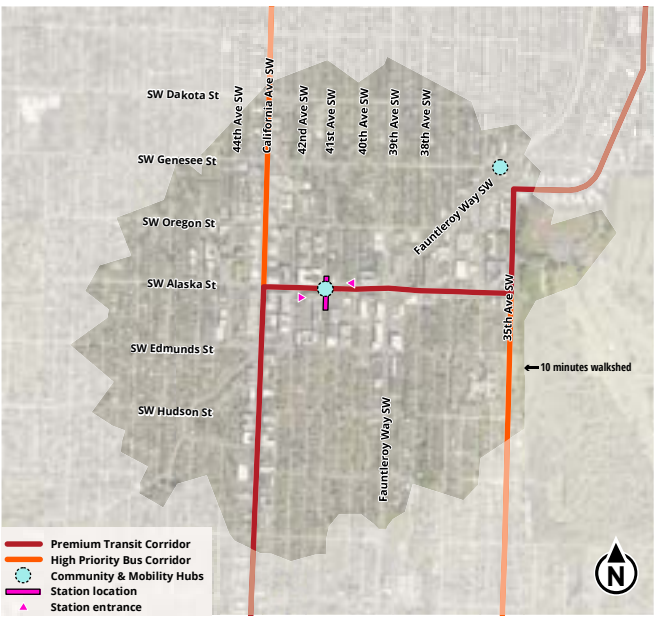 SW Dakota St
SW Genesee St
SW Oregon St
SW Alaska St
SW Edmunds St
SW Hudson St
44th Ave SW
California Ave SW
42nd Ave SW
41st Ave SW
40th Ave SW
39th Ave SW
38th Ave SW
Fauntleroy Way SW
35th Ave SW
10 minutes walkshed
Fauntleroy Way SW
Premium Transit Corridor
High Priority Bus Corridor
Community & Mobility Hubs
Station location
Station entrance
N